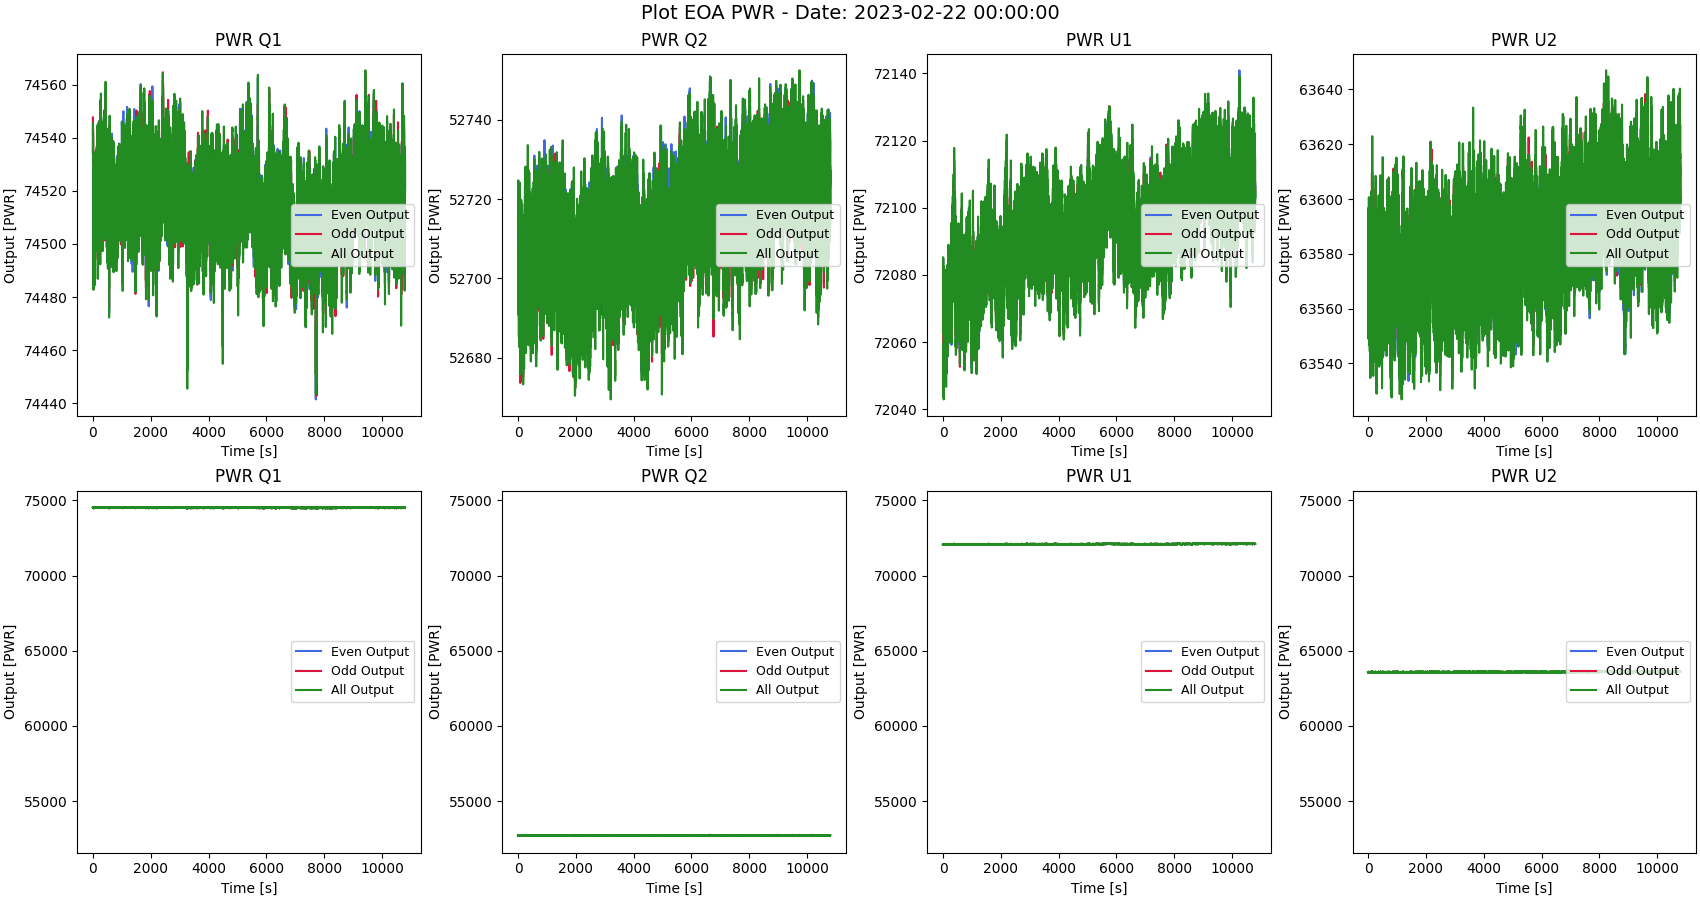 Plot EOA PWR - Date: 2023-02-22 00:00:00
PWR Q1
Output [PWR]
74560
74540
74520
74500
74480
74460
74440
Even Output
Odd Output
All Output
0 2000 4000 6000 8000 10000
Time [s]
PWR Q2
Output [PWR]
52740
52720
52700
52680
Even Output
Odd Output
All Output
0 2000 4000 6000 8000 10000
Time [s]
PWR U1
Output [PWR]
72140
72120
72100
72080
72060
72040
Even Output
Odd Output
All Output
0 2000 4000 6000 8000 10000
Time [s]
PWR U2
Output [PWR]
63640
63620
63600
63580
63560
63540
Even Output
Odd Output
All Output
0 2000 4000 6000 8000 10000
Time [s]
PWR Q1
Output [PWR]
75000
70000
65000
60000
55000
Even Output
Odd Output
All Output
0 2000 4000 6000 8000 10000
Time [s]
PWR Q2
Output [PWR]
75000
70000
65000
60000
55000
Even Output
Odd Output
All Output
0 2000 4000 6000 8000 10000
Time [s]
PWR U1
Output [PWR]
75000
70000
65000
60000
55000
Even Output
Odd Output
All Output
0 2000 4000 6000 8000 10000
Time [s]
PWR U2
Output [PWR]
75000
70000
65000
60000
55000
Even Output
Odd Output
All Output
0 2000 4000 6000 8000 10000
Time [s]